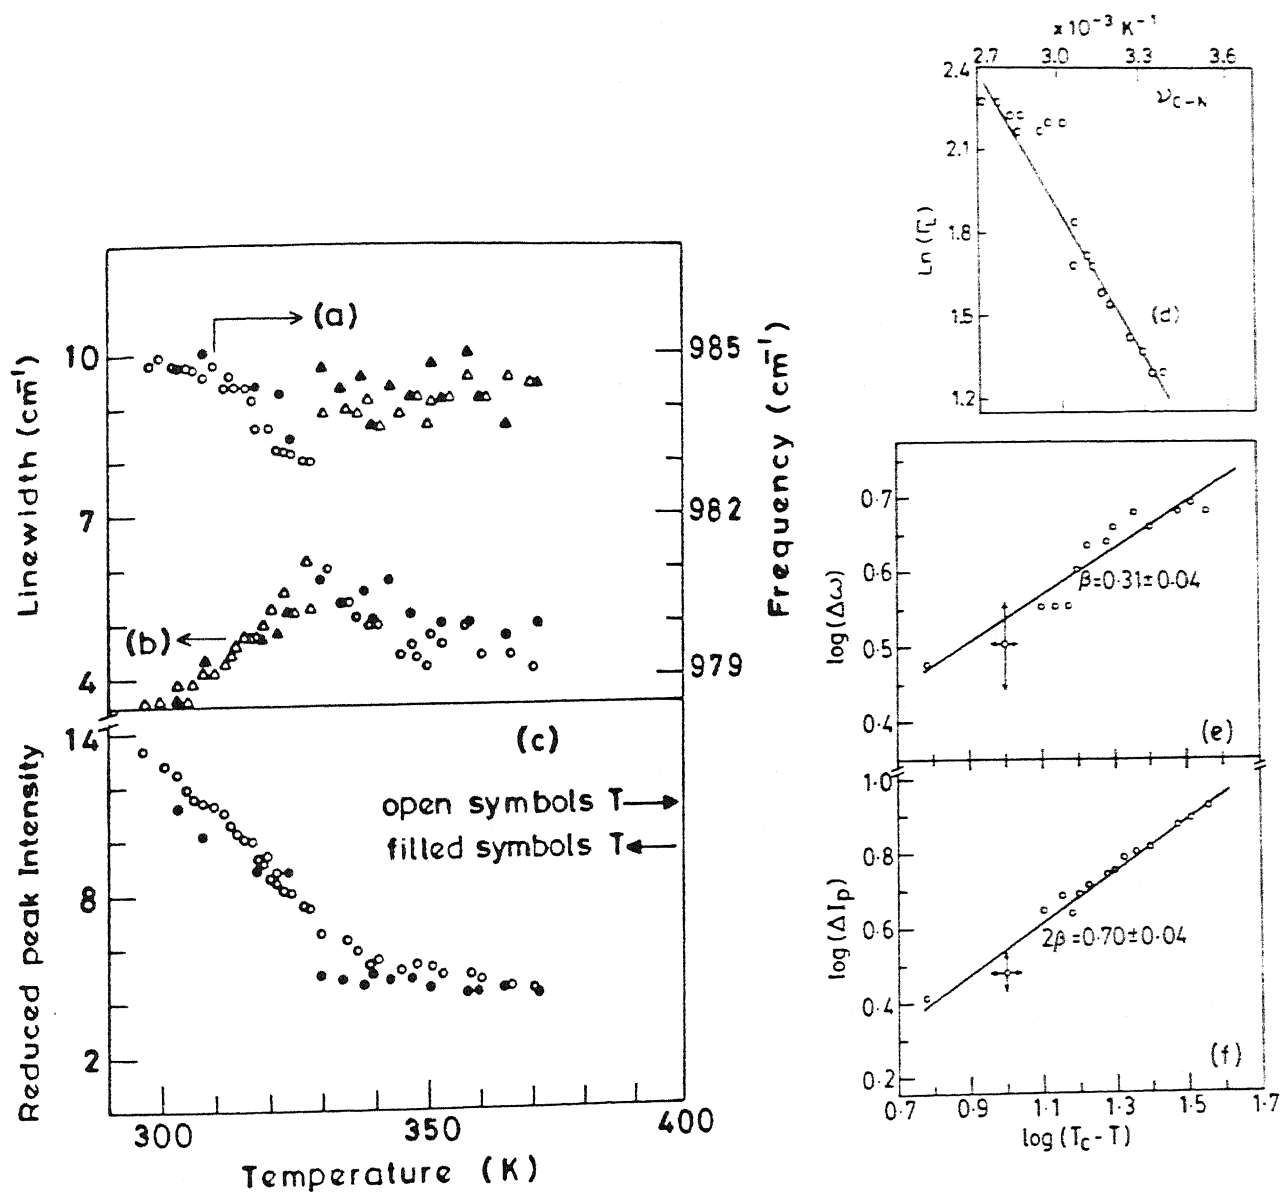 10
7
4
Linewidth (cm⁻¹)
(a)
(b)
985
982
979
Frequency (cm⁻¹)
14
8
2
Reduced peak Intensity
(c)
open symbols T→
filled symbols T←
300
350
400
Temperature (K)
x10⁻³ K⁻¹
2.7
3.0
3.3
3.6
2.4
2.1
1.8
1.5
1.2
Ln (Γ_L)
ν_C-N
(d)
0.7
0.6
0.5
0.4
log(Δω)
β=0.31±0.04
(e)
1.0
0.8
0.6
0.4
0.2
log(ΔIp)
2β=0.70±0.04
(f)
0.7
0.9
1.1
1.3
1.5
1.7
log(Tc-T)